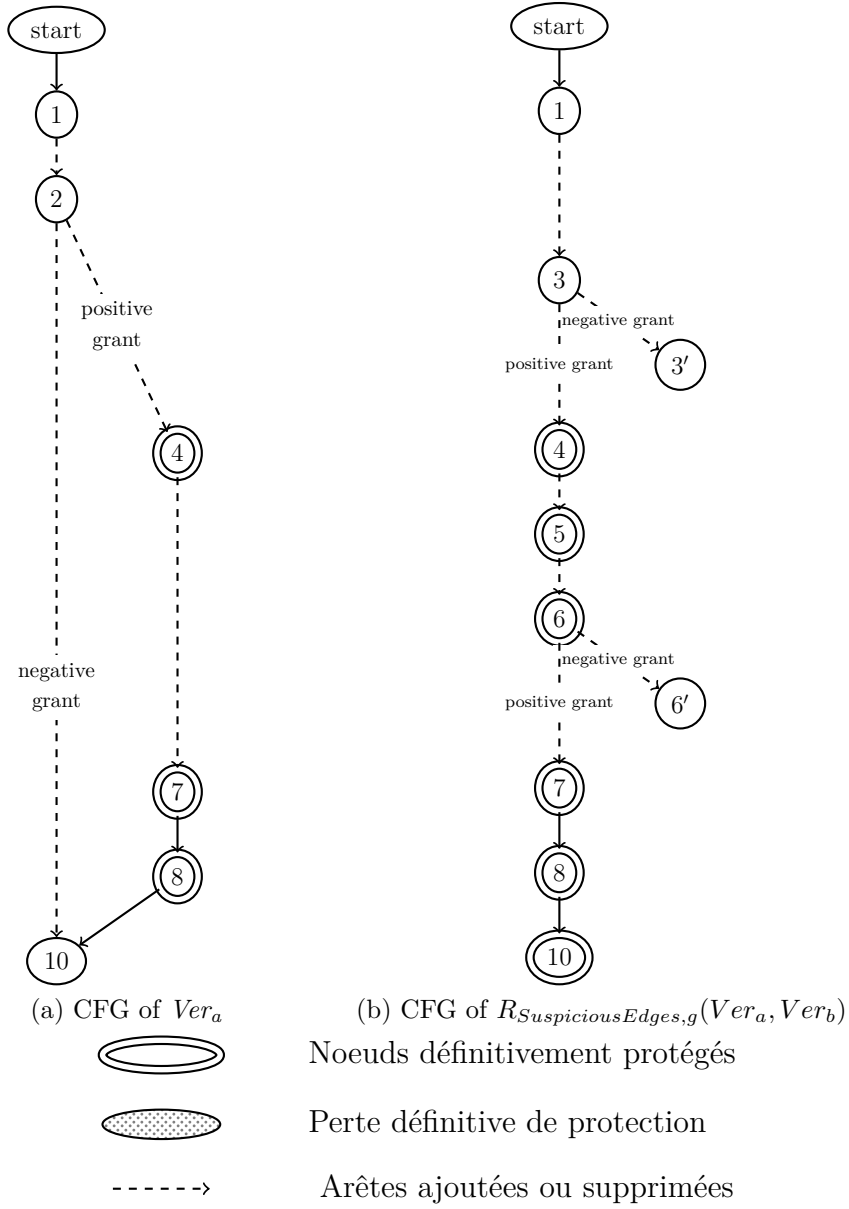 start
1
2
positive
grant
4
negative
grant
7
8
10
(a) CFG of Ver_a
start
1
3
negative grant
3′
positive grant
4
5
6
negative grant
6′
positive grant
7
8
10
(b) CFG of R_{SuspiciousEdges,g}(Ver_a, Ver_b)
Noeuds définitivement protégés
Perte définitive de protection
Arêtes ajoutées ou supprimées